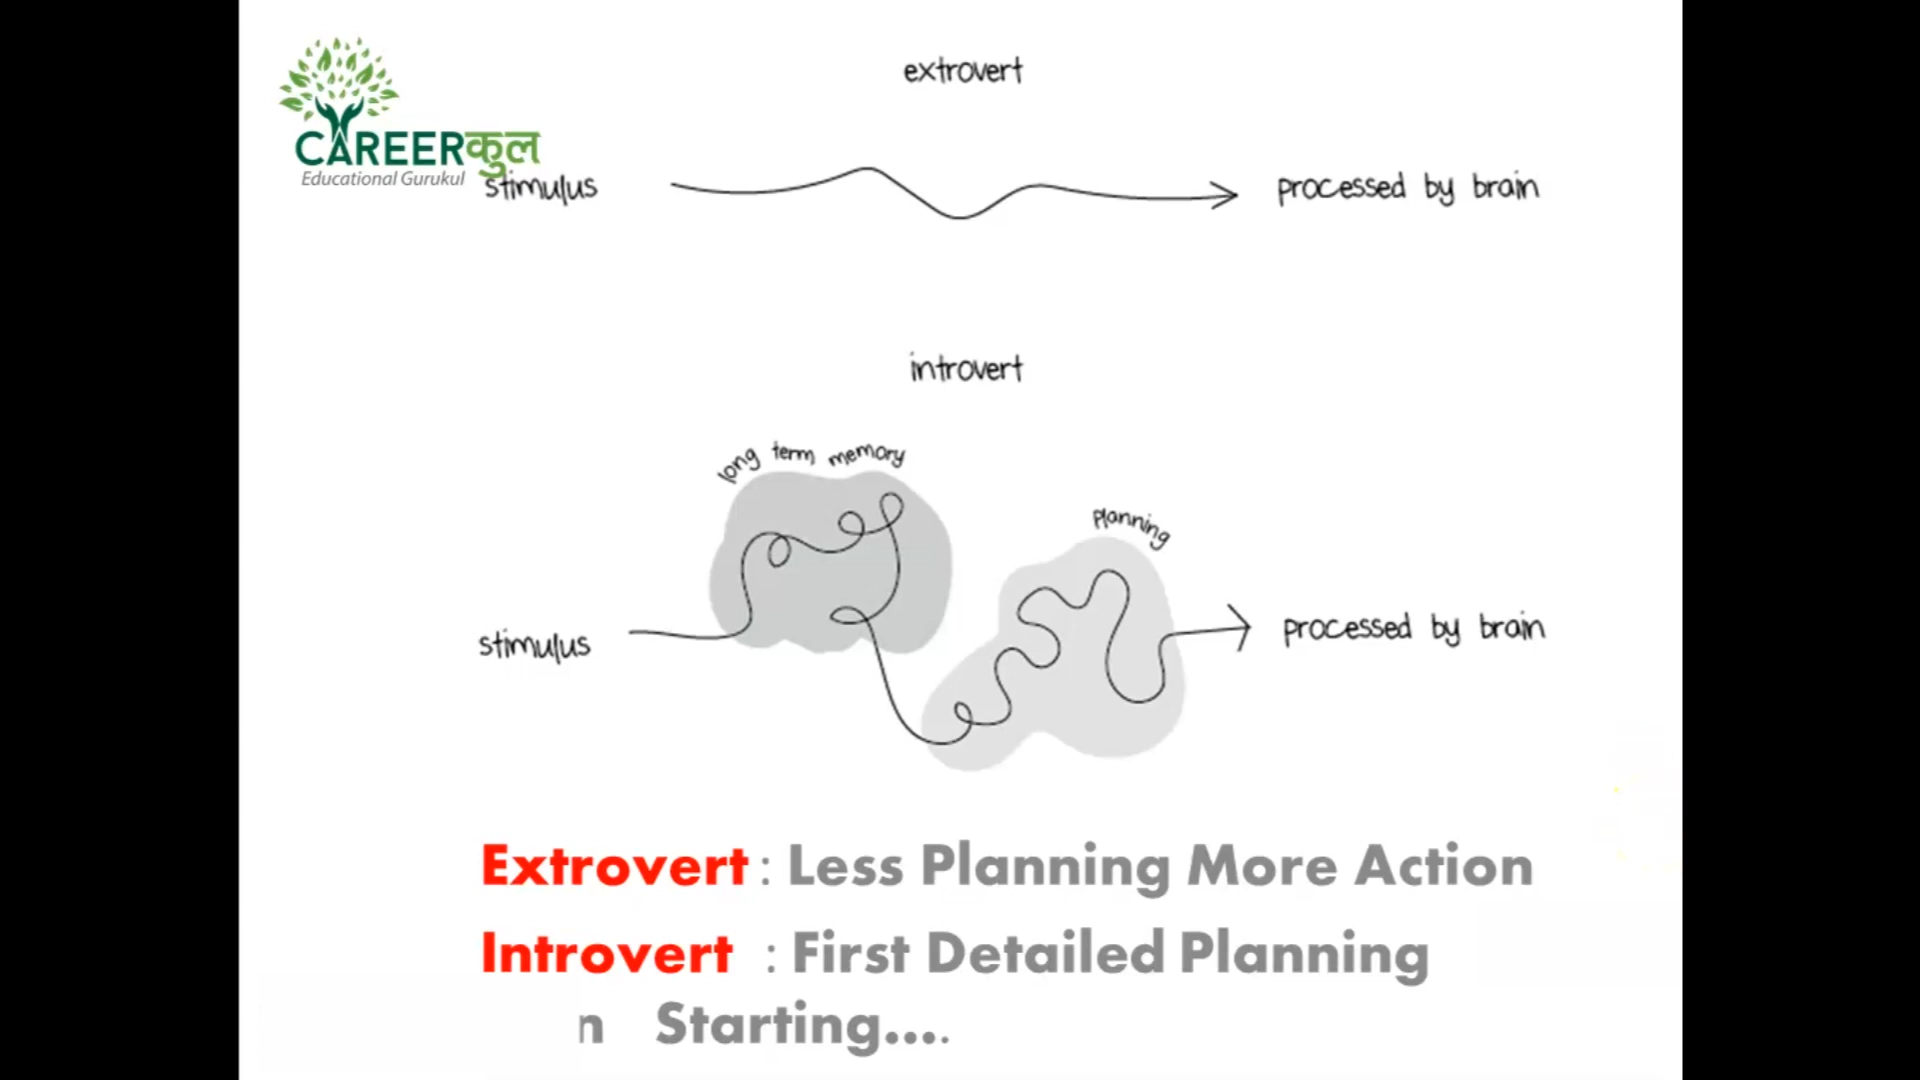 extrovert
CAREERकुल
Educational Gurukul
stimulus
processed by brain
introvert
long term memory
planning
stimulus
processed by brain
Extrovert : Less Planning More Action
Introvert : First Detailed Planning
n Starting....